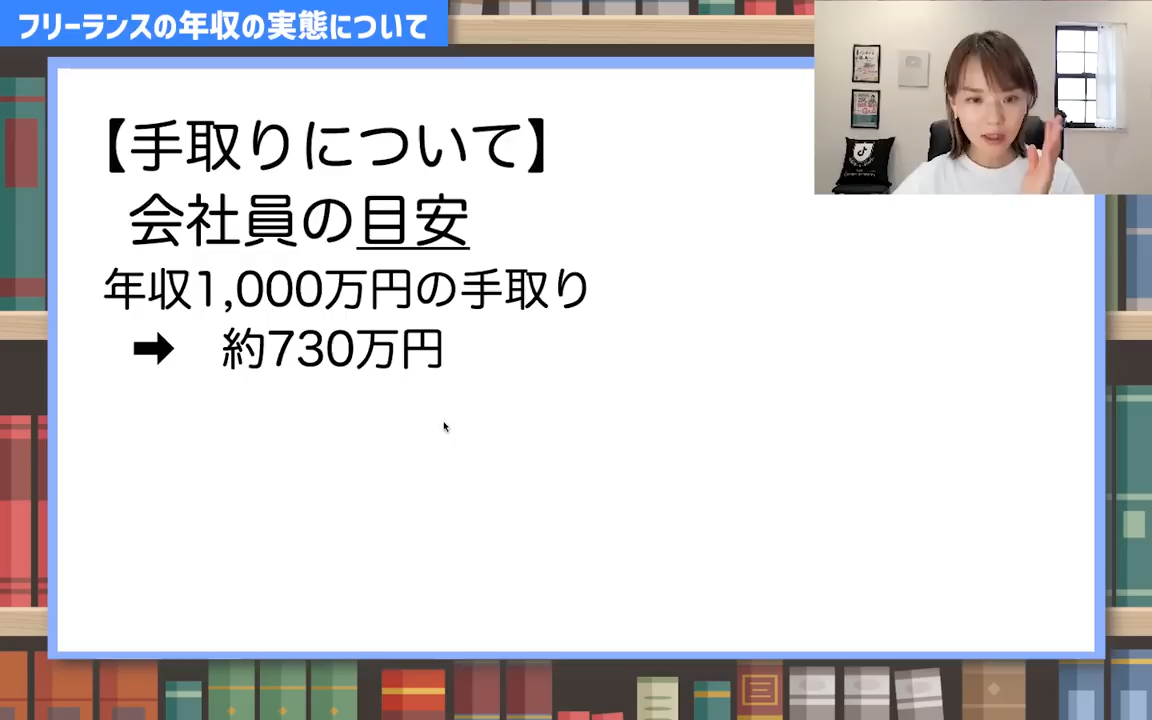 フリーランスの年収の実態について
【手取りについて】
会社員の目安
年収1,000万円の手取り
➡ 約730万円